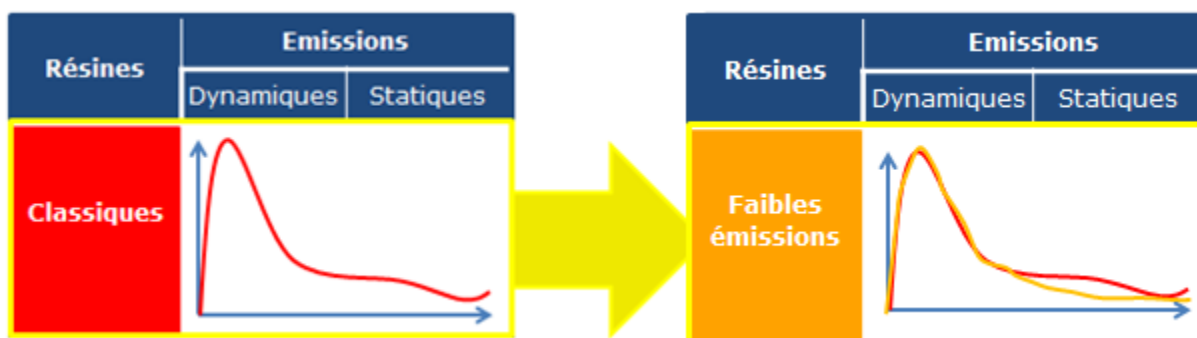 Résines
Emissions
Dynamiques
Statiques
Classiques
Résines
Emissions
Dynamiques
Statiques
Faibles
émissions